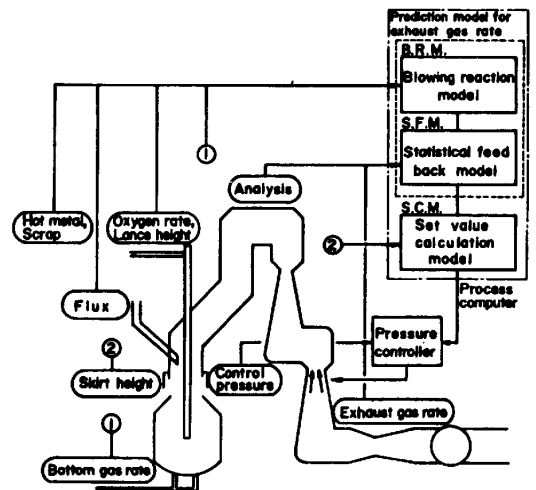 Prediction model for
exhaust gas rate
B.R.M.
Blowing reaction
model
S.F.M.
Statistical feed
back model
S.C.M.
Set value
calculation
model
Process
computer
1
Analysis
Hot metal,
Scrap
Oxygen rate,
Lance height
2
Flux
Pressure
controller
2
Skirt height
Control
pressure
Exhaust gas rate
1
Bottom gas rate